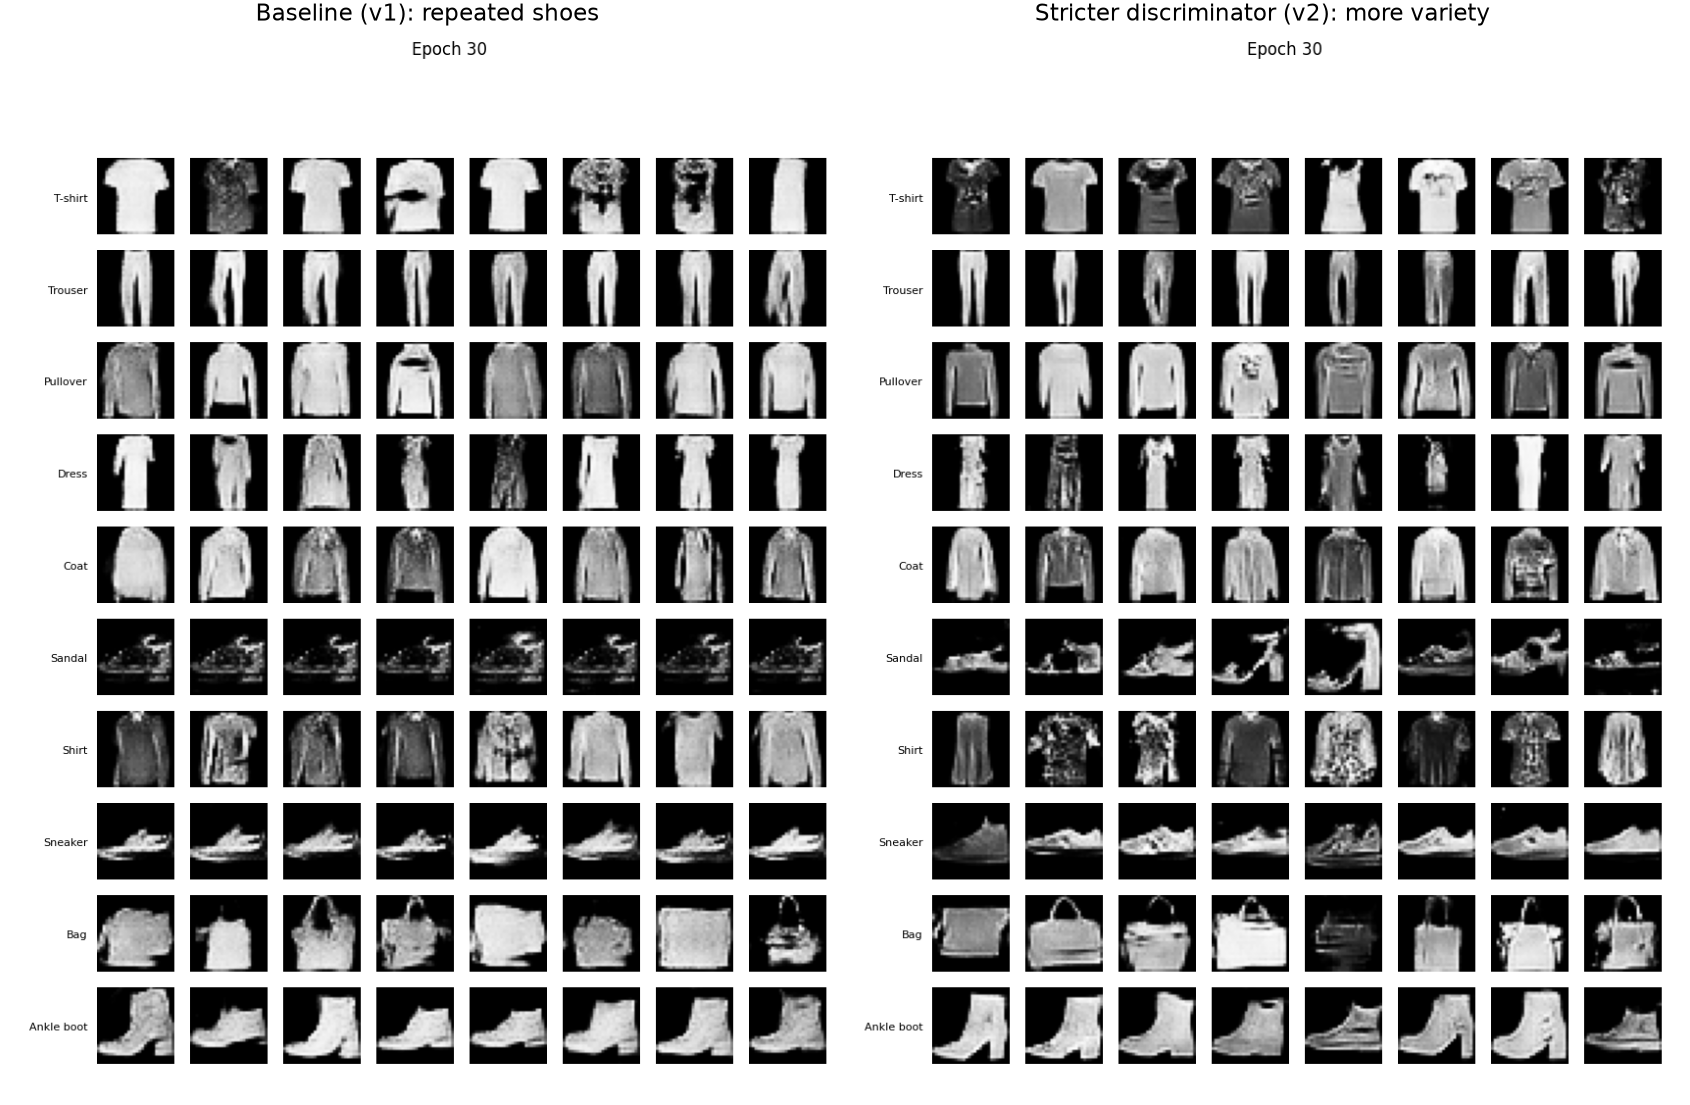 Baseline (v1): repeated shoes
Epoch 30
T-shirt
Trouser
Pullover
Dress
Coat
Sandal
Shirt
Sneaker
Bag
Ankle boot
Stricter discriminator (v2): more variety
Epoch 30
T-shirt
Trouser
Pullover
Dress
Coat
Sandal
Shirt
Sneaker
Bag
Ankle boot